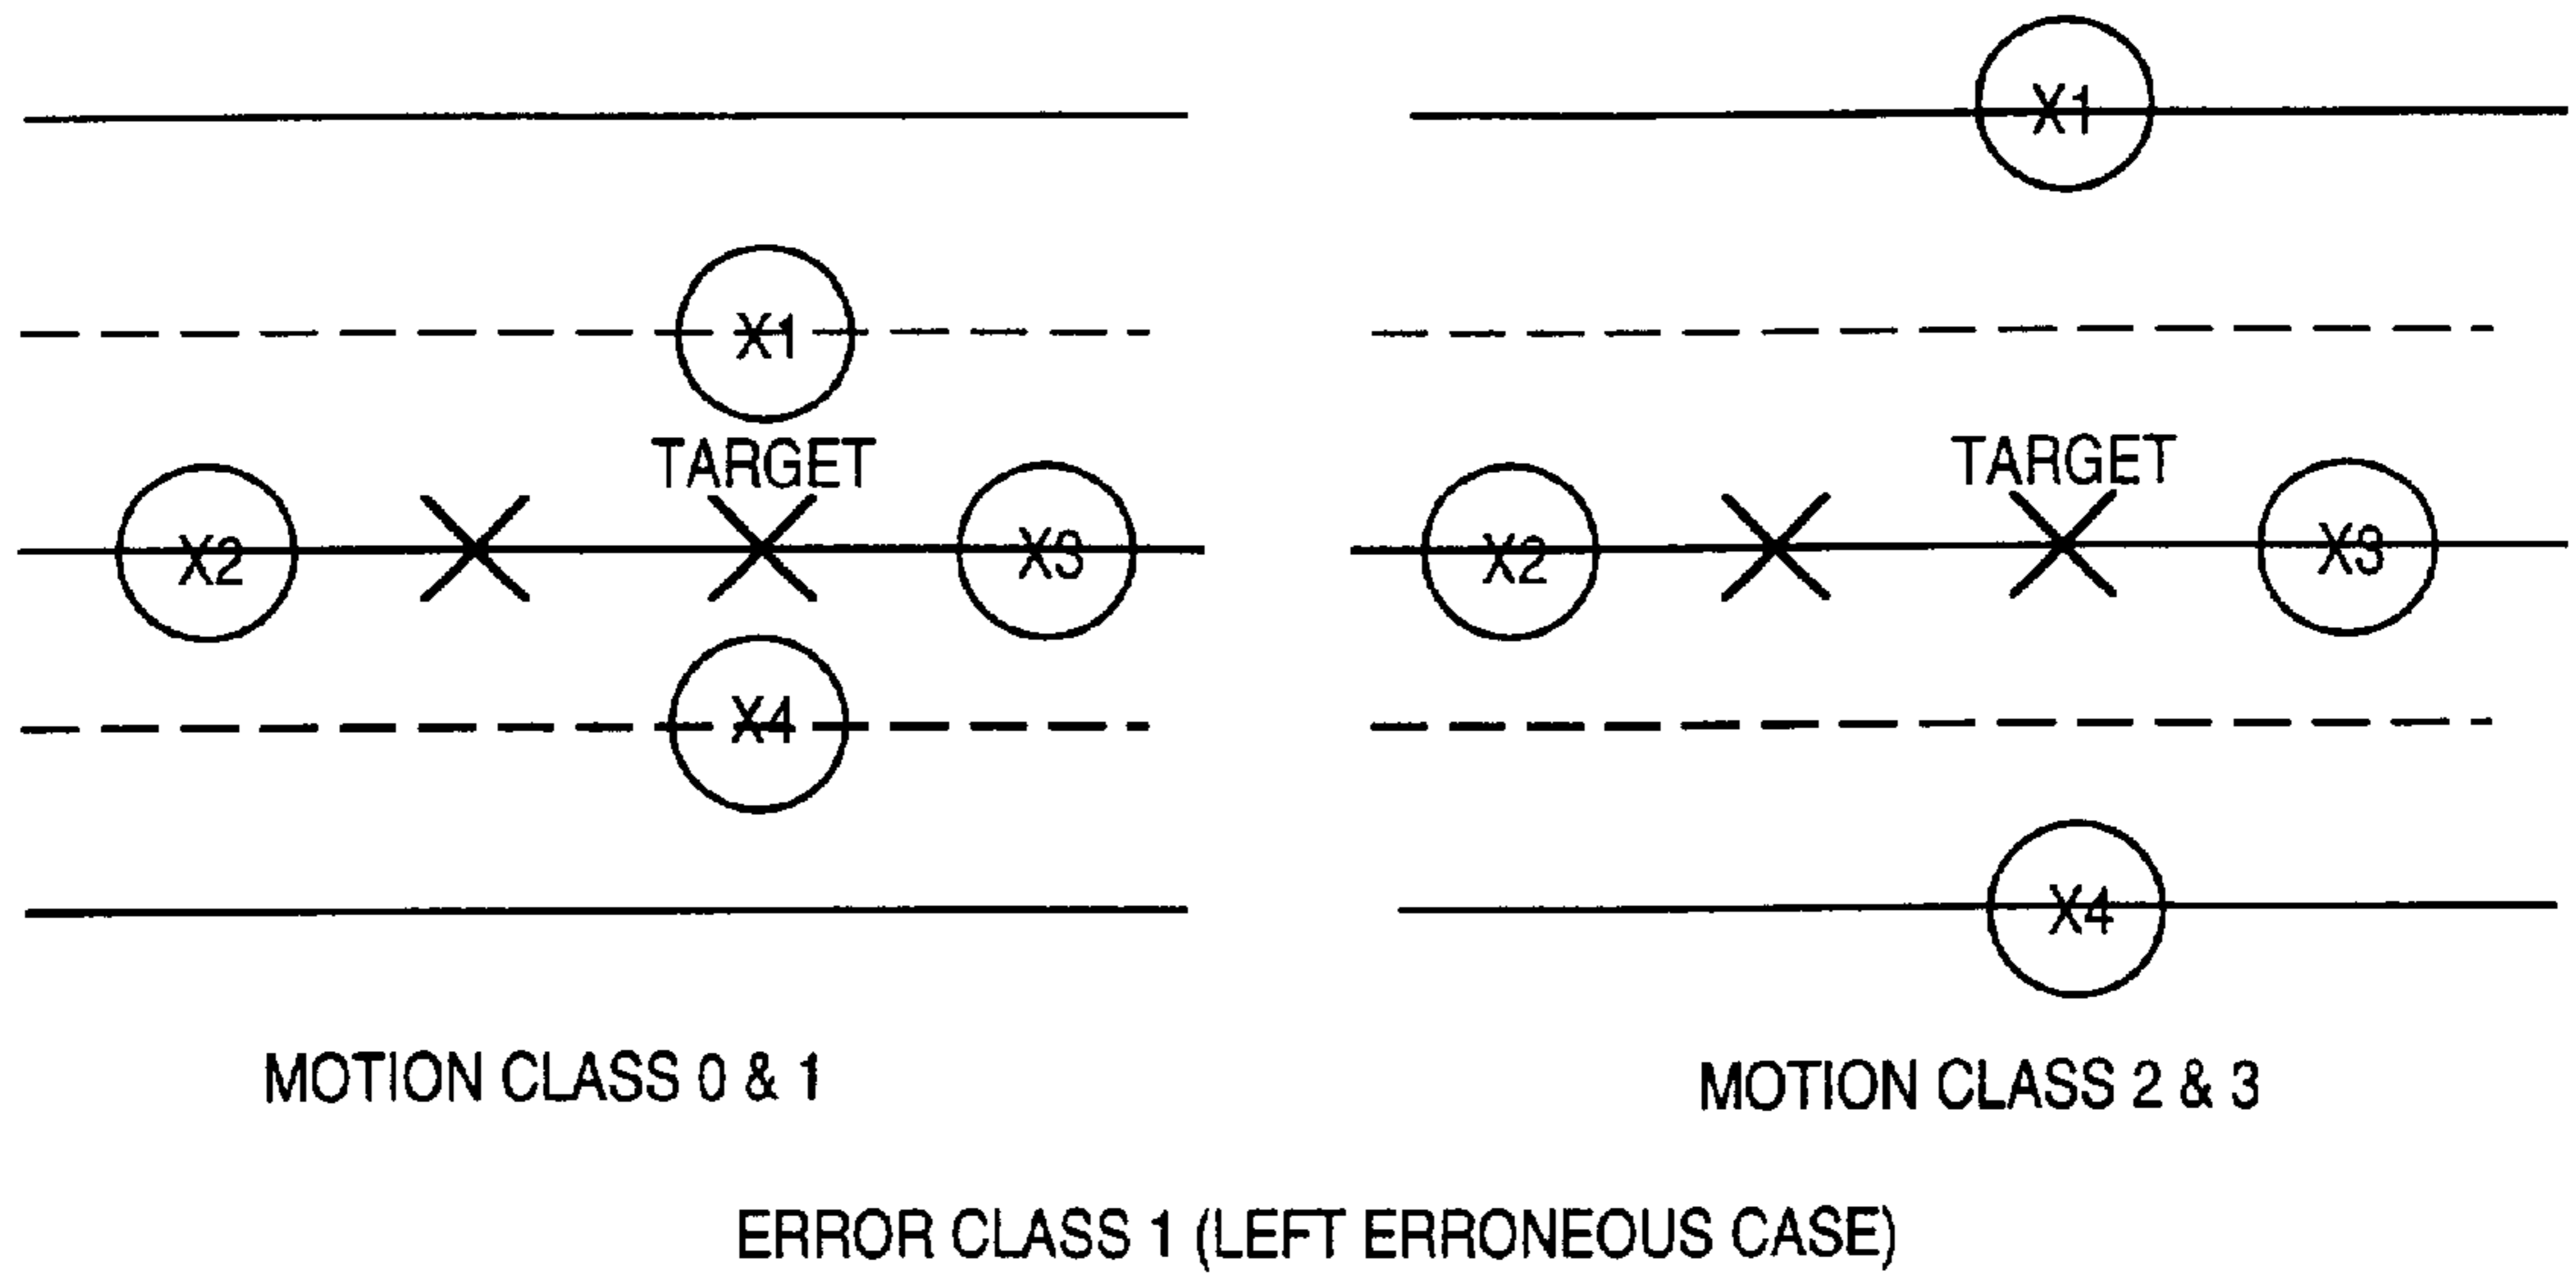 X1
X1
TARGET
TARGET
X2
X3
X2
X3
X4
X4
MOTION CLASS 0 & 1
MOTION CLASS 2 & 3
ERROR CLASS 1 (LEFT ERRONEOUS CASE)